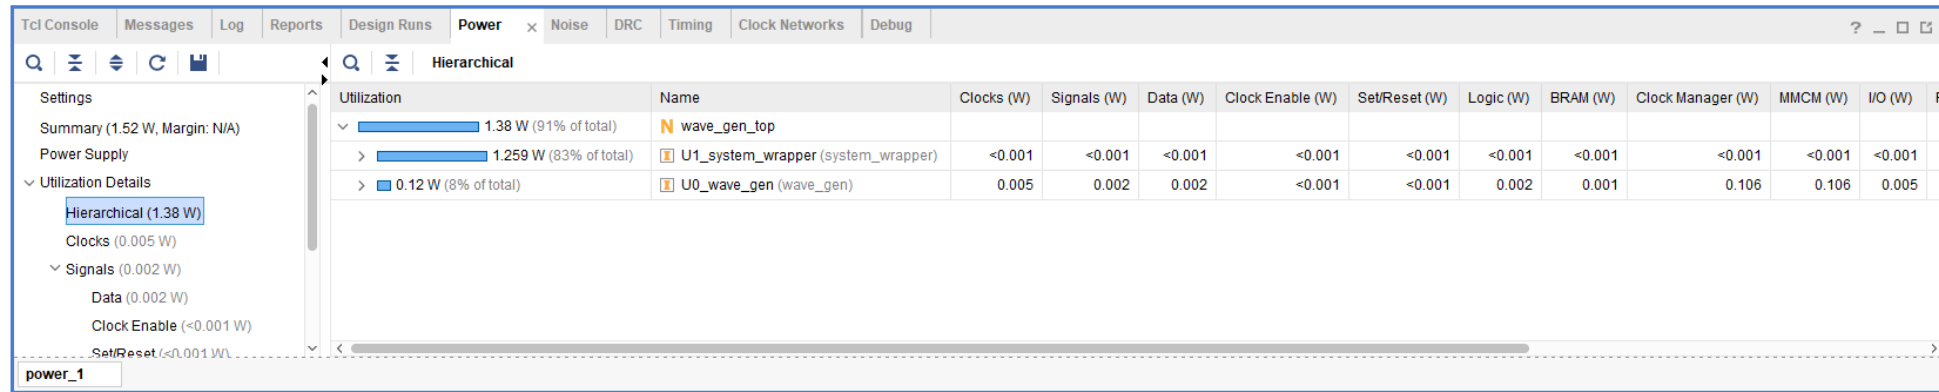 Tcl Console Messages Log Reports Design Runs Power × Noise DRC Timing Clock Networks Debug ?
Hierarchical
Settings
Summary (1.52 W, Margin: N/A)
Power Supply
Utilization Details
Hierarchical (1.38 W)
Clocks (0.005 W)
Signals (0.002 W)
Data (0.002 W)
Clock Enable (<0.001 W)
Set/Reset (<0.001 W)
Utilization Name Clocks (W) Signals (W) Data (W) Clock Enable (W) Set/Reset (W) Logic (W) BRAM (W) Clock Manager (W) MMCM (W) I/O (W)
1.38 W (91% of total) N wave_gen_top
1.259 W (83% of total) I U1_system_wrapper (system_wrapper) <0.001 <0.001 <0.001 <0.001 <0.001 <0.001 <0.001 <0.001 <0.001 <0.001
0.12 W (8% of total) I U0_wave_gen (wave_gen) 0.005 0.002 0.002 <0.001 <0.001 0.002 0.001 0.106 0.106 0.005
power_1